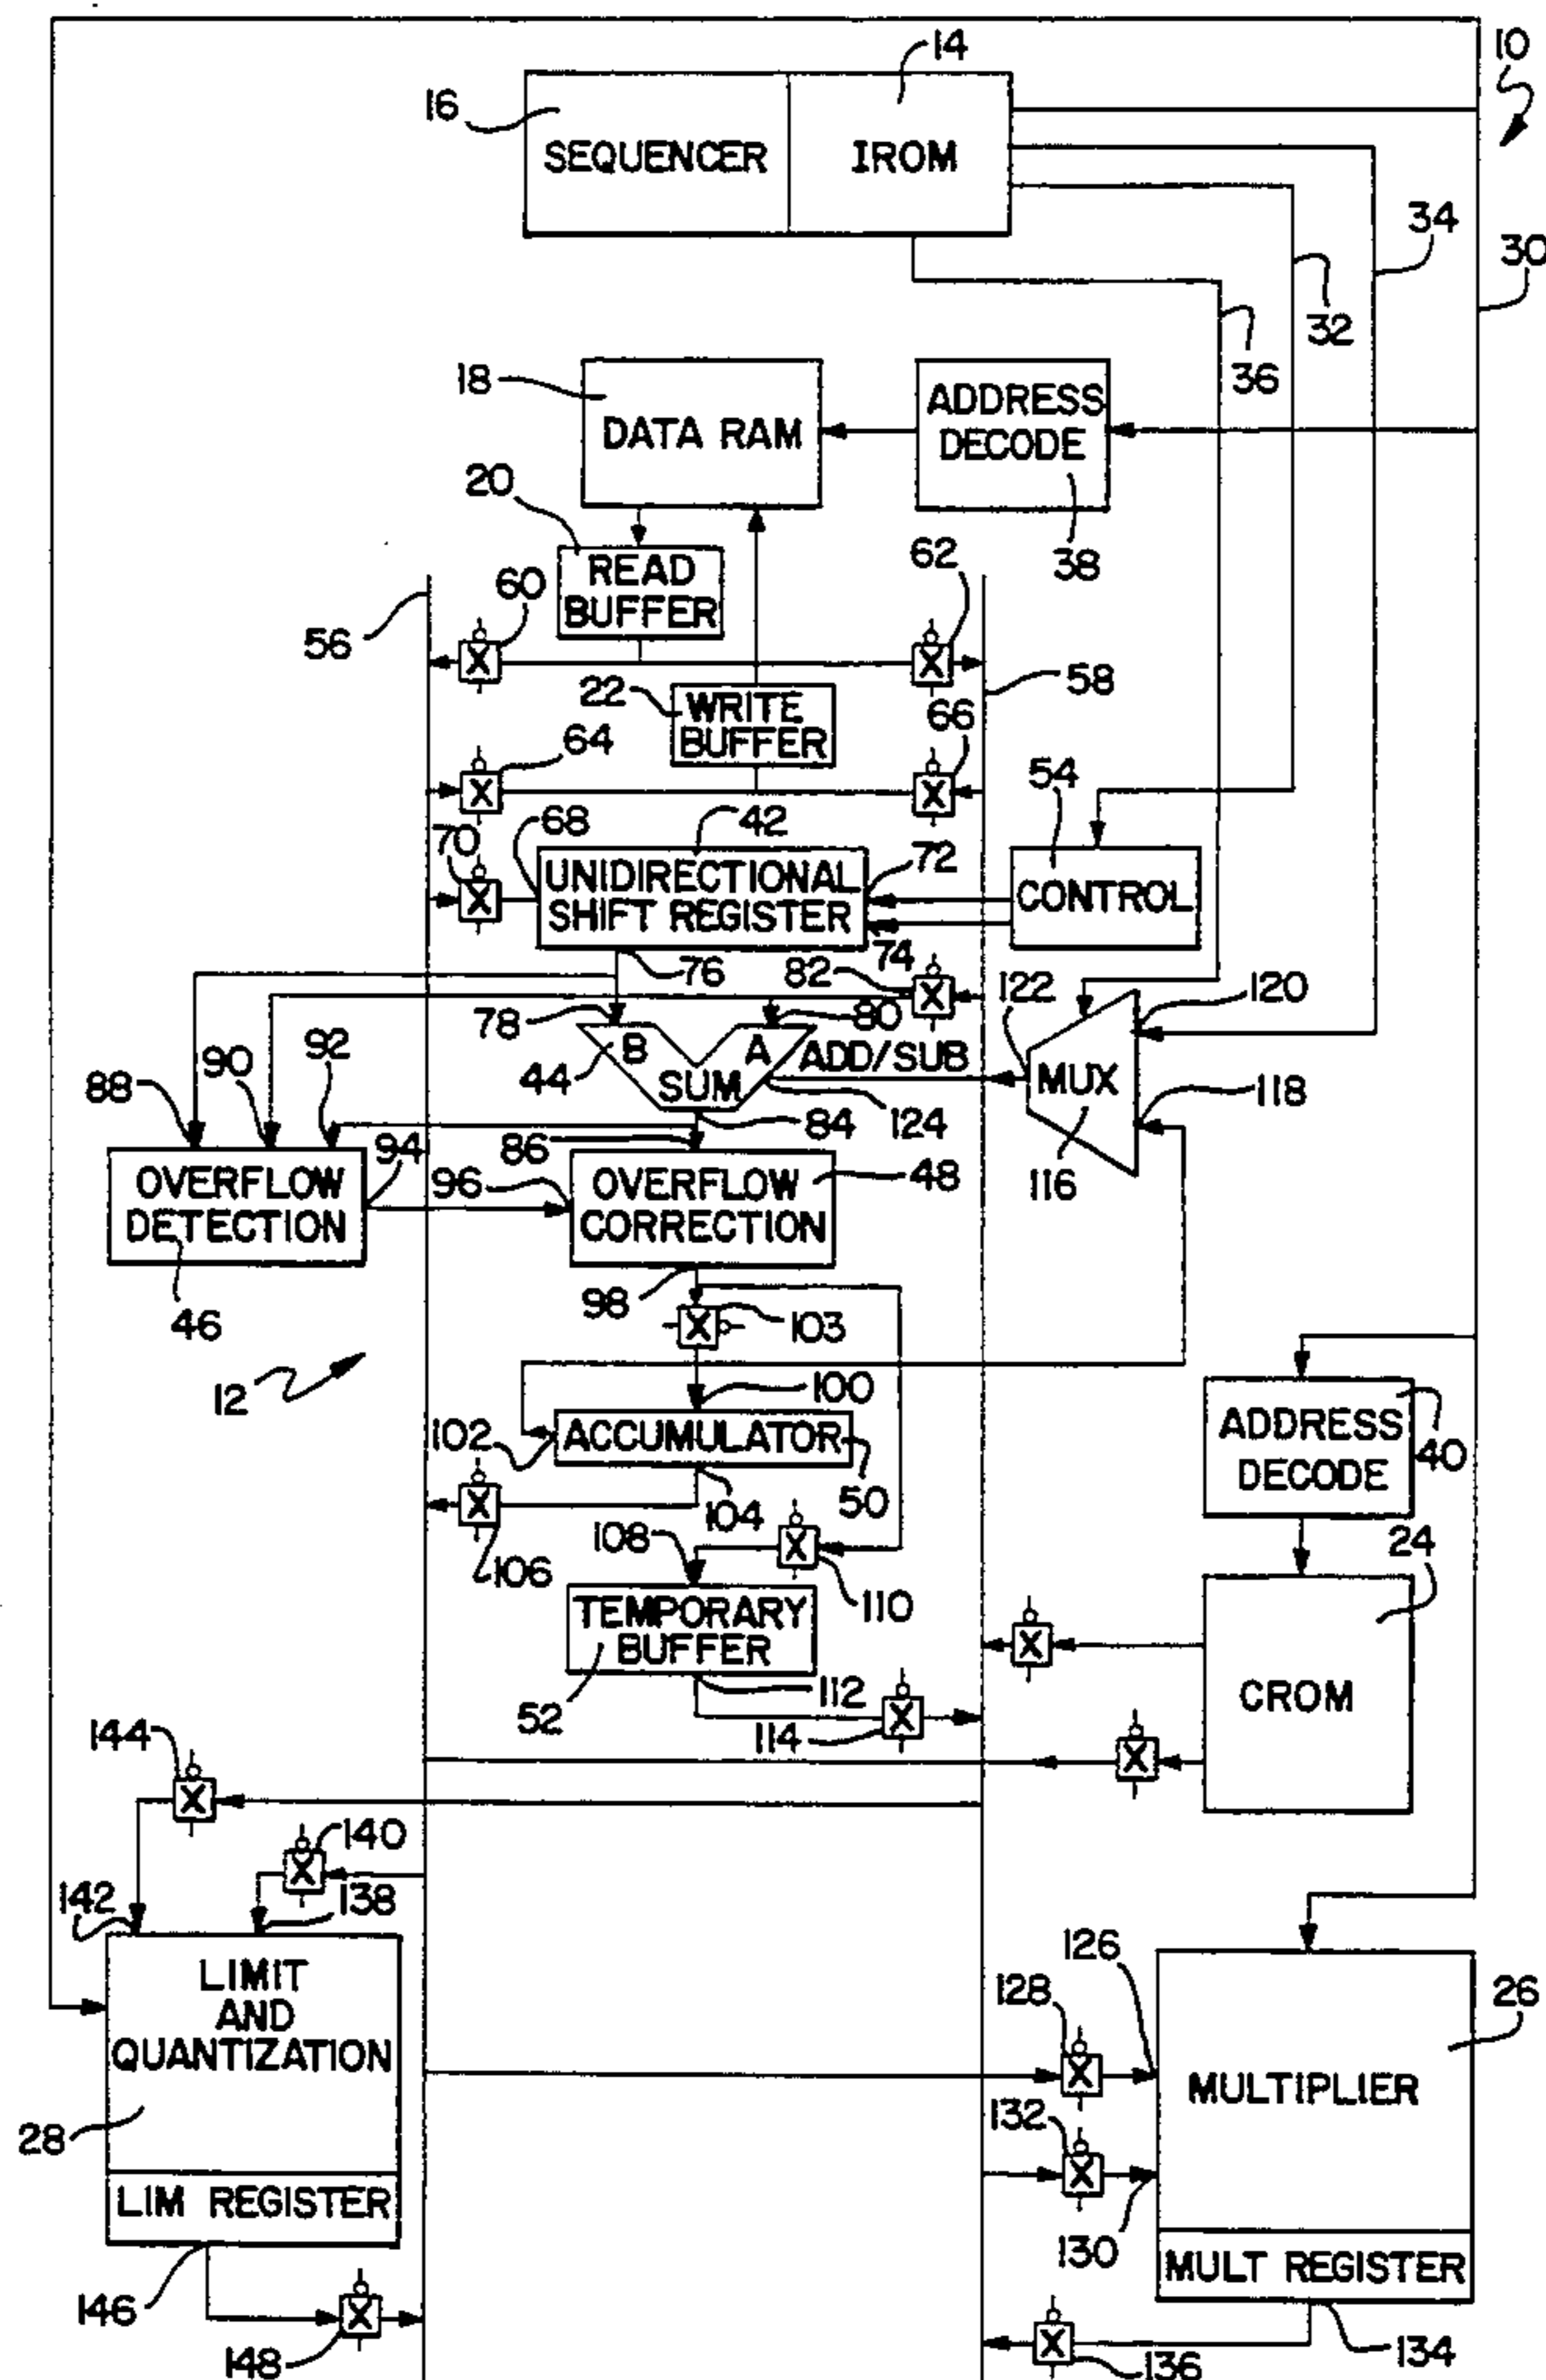 10
14
16
SEQUENCER
IROM
34
30
32
36
18
DATA RAM
ADDRESS
DECODE
38
20
READ
BUFFER
60
62
56
58
22
WRITE
BUFFER
64
66
54
CONTROL
70
68
42
72
UNIDIRECTIONAL
SHIFT REGISTER
74
76
82
122
120
78
80
B
A
SUM
44
ADD/SUB
MUX
118
116
88
90
92
84
124
86
94
OVERFLOW
DETECTION
46
96
OVERFLOW
CORRECTION
48
98
X
103
12
100
102
ACCUMULATOR
50
104
106
ADDRESS
DECODE
40
108
110
24
TEMPORARY
BUFFER
52
112
114
CROM
144
140
142
138
LIMIT
AND
QUANTIZATION
28
LIM REGISTER
146
148
126
128
26
MULTIPLIER
132
130
MULT REGISTER
134
136